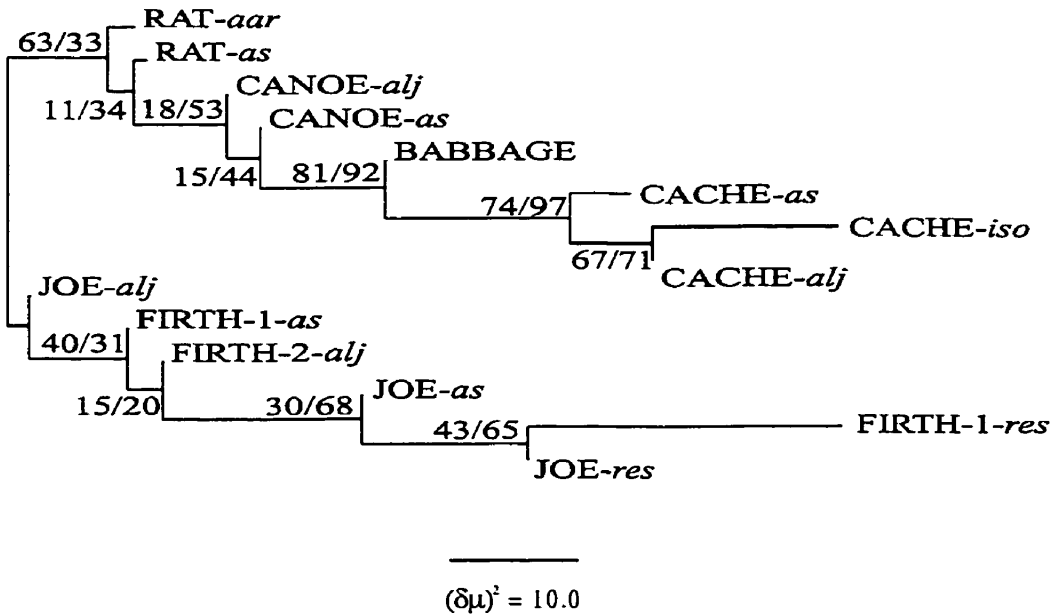 RAT-aar
63/33
RAT-as
CANOE-alj
11/34
18/53
CANOE-as
BABBAGE
15/44
81/92
CACHE-as
74/97
CACHE-iso
67/71
CACHE-alj
JOE-alj
FIRTH-1-as
40/31
FIRTH-2-alj
JOE-as
15/20
30/68
FIRTH-1-res
43/65
JOE-res
(δμ)² = 10.0